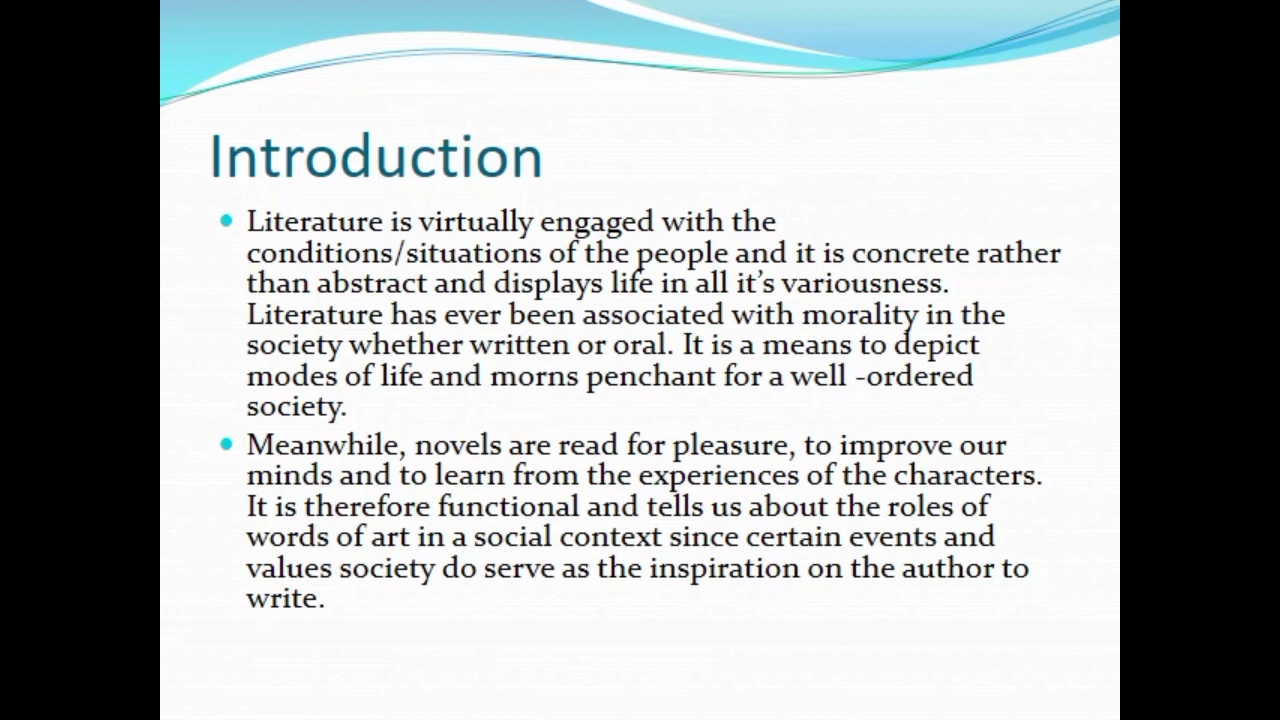 Introduction
Literature is virtually engaged with the
conditions/situations of the people and it is concrete rather
than abstract and displays life in all it's variousness.
Literature has ever been associated with morality in the
society whether written or oral. It is a means to depict
modes of life and morns penchant for a well -ordered
society.
Meanwhile, novels are read for pleasure, to improve our
minds and to learn from the experiences of the characters.
It is therefore functional and tells us about the roles of
words of art in a social context since certain events and
values society do serve as the inspiration on the author to
write.